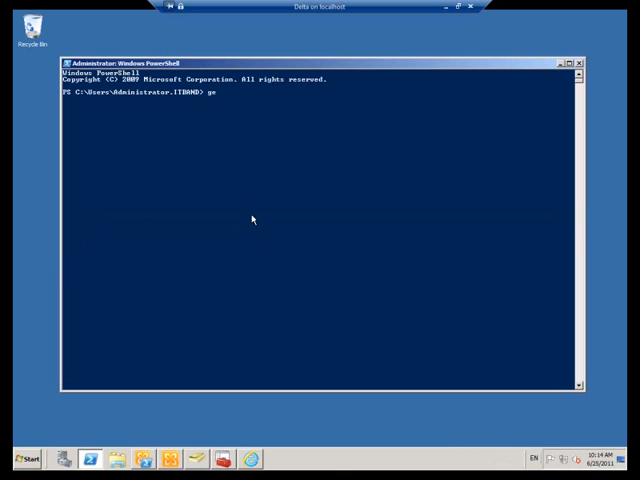 Delta on localhost
Recycle Bin
Administrator: Windows PowerShell
Windows PowerShell
Copyright (C) 2009 Microsoft Corporation. All rights reserved.
PS C:\Users\Administrator.ITBAND> ge
Start
EN
10:14 AM
6/25/2011